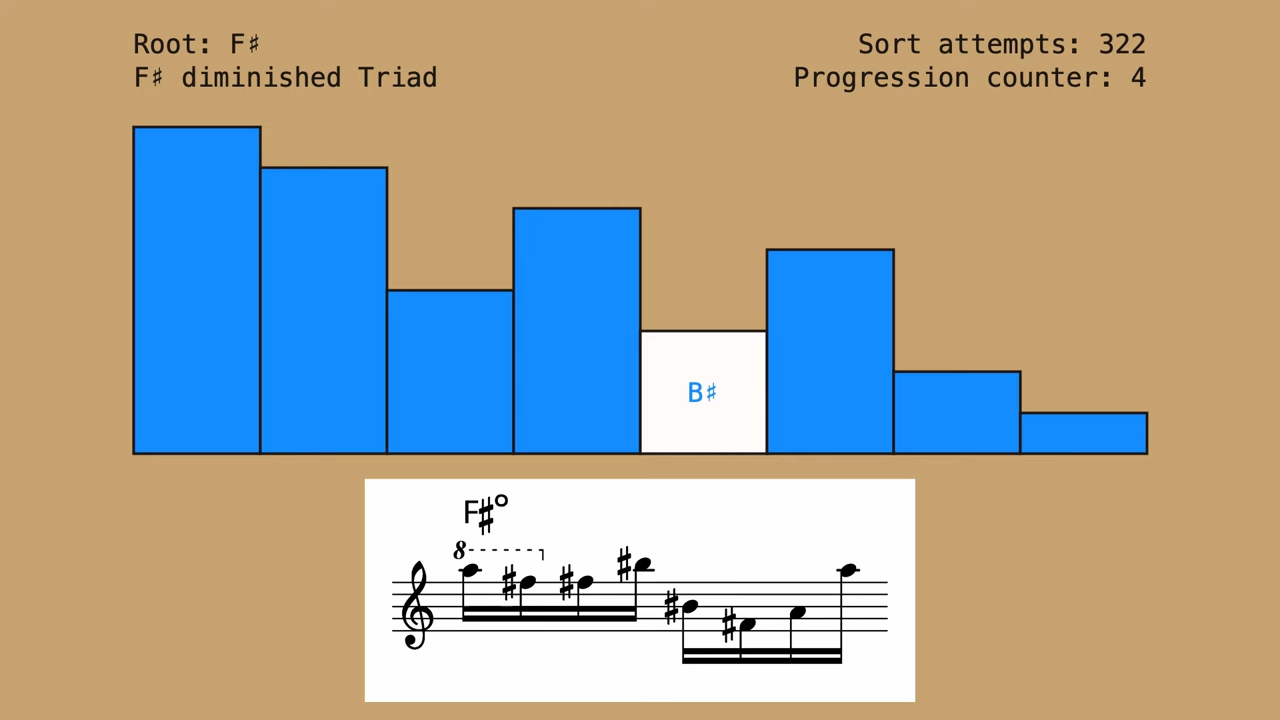 Root: F♯
F♯ diminished Triad
Sort attempts: 322
Progression counter: 4
B♯
F♯°
8